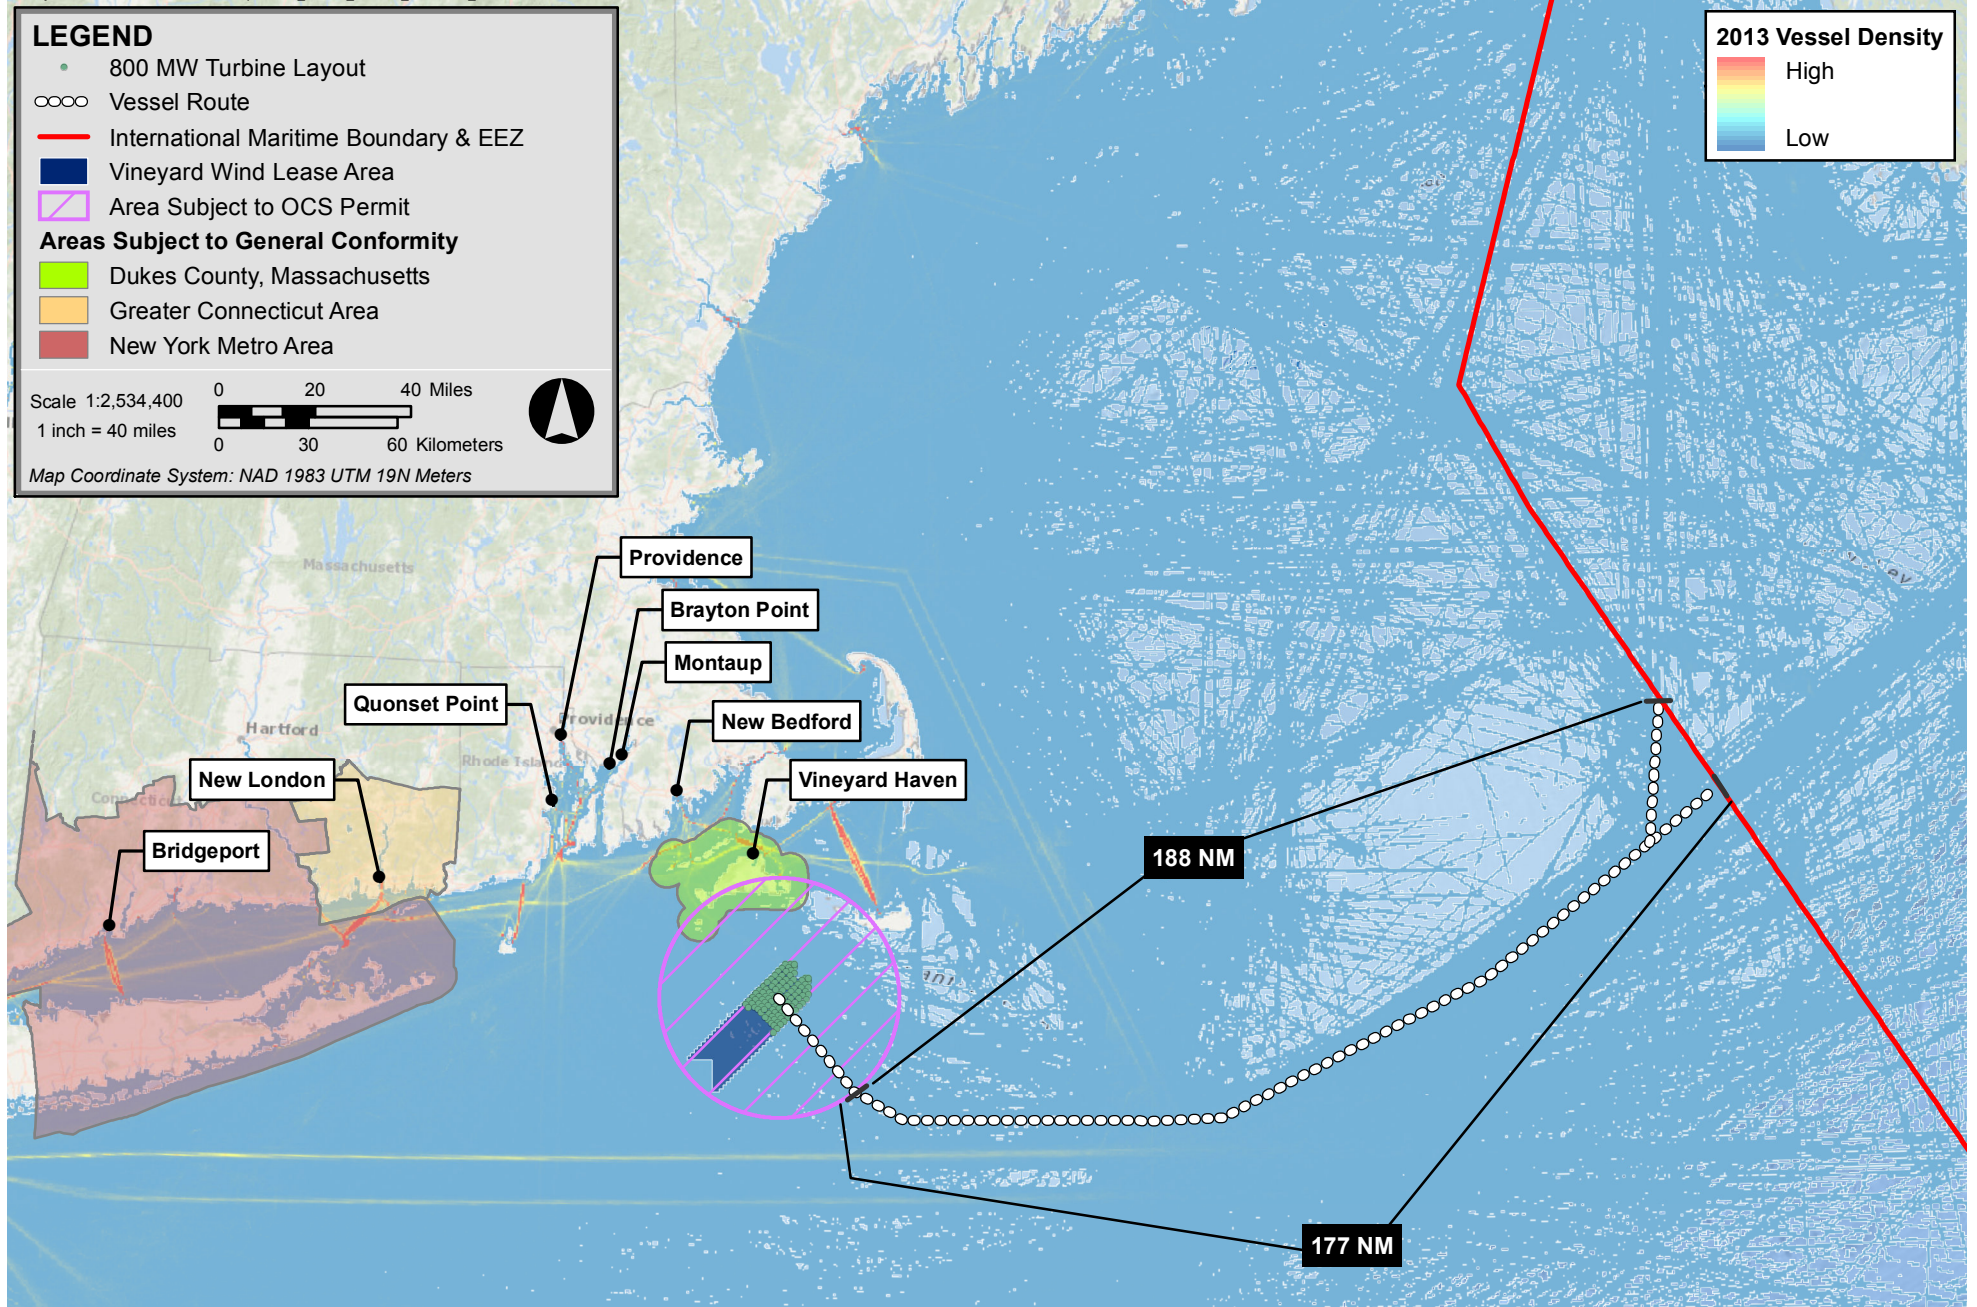 LEGEND
800 MW Turbine Layout
Vessel Route
International Maritime Boundary & EEZ
Vineyard Wind Lease Area
Area Subject to OCS Permit
Areas Subject to General Conformity
Dukes County, Massachusetts
Greater Connecticut Area
New York Metro Area
Scale 1:2,534,400
1 inch = 40 miles
0 20 40 Miles
0 30 60 Kilometers
Map Coordinate System: NAD 1983 UTM 19N Meters
2013 Vessel Density
High
Low
Massachusetts
Providence
Brayton Point
Montaup
Quonset Point
New Bedford
Providence
Hartford
Rhode Island
New London
Vineyard Haven
Connecticut
Bridgeport
188 NM
177 NM